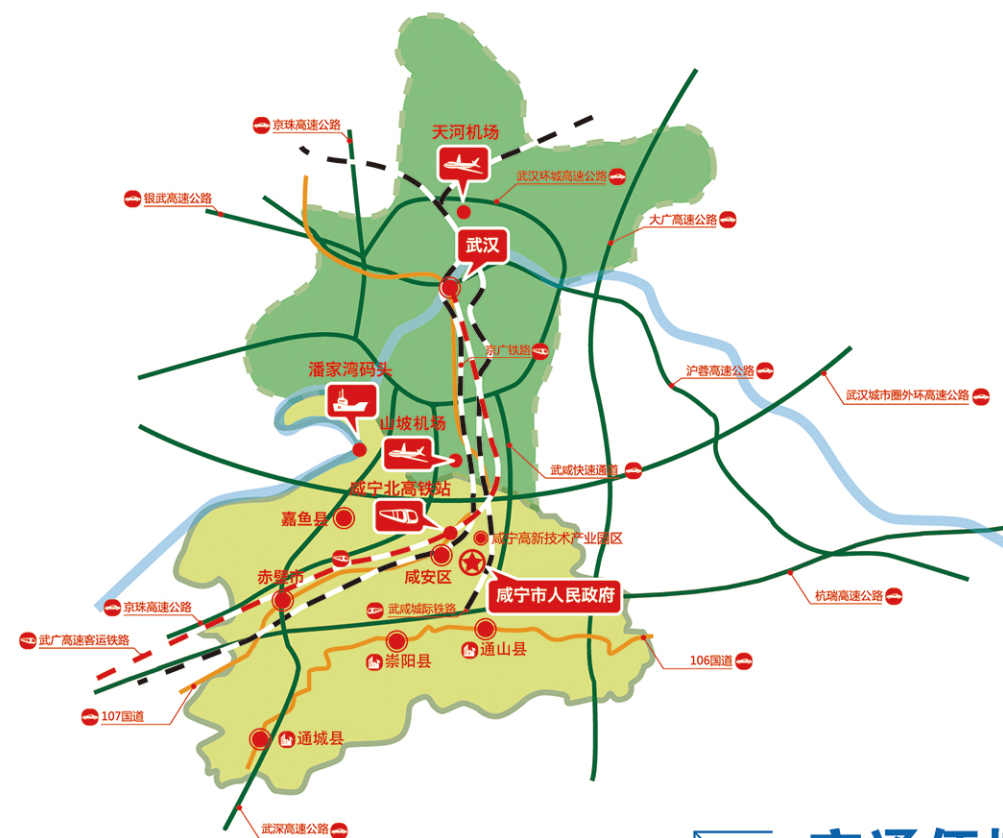 京珠高速公路
天河机场
武汉环城高速公路
银武高速公路
大广高速公路
武汉
京广铁路
潘家湾码头
沪蓉高速公路
武汉城市圈外环高速公路
山坡机场
武咸快速通道
咸宁北高铁站
嘉鱼县
咸宁高新技术产业园区
赤壁市
咸安区
咸宁市人民政府
杭瑞高速公路
京珠高速公路
武咸城际铁路
武广高速客运铁路
通山县
崇阳县
106国道
107国道
通城县
武深高速公路